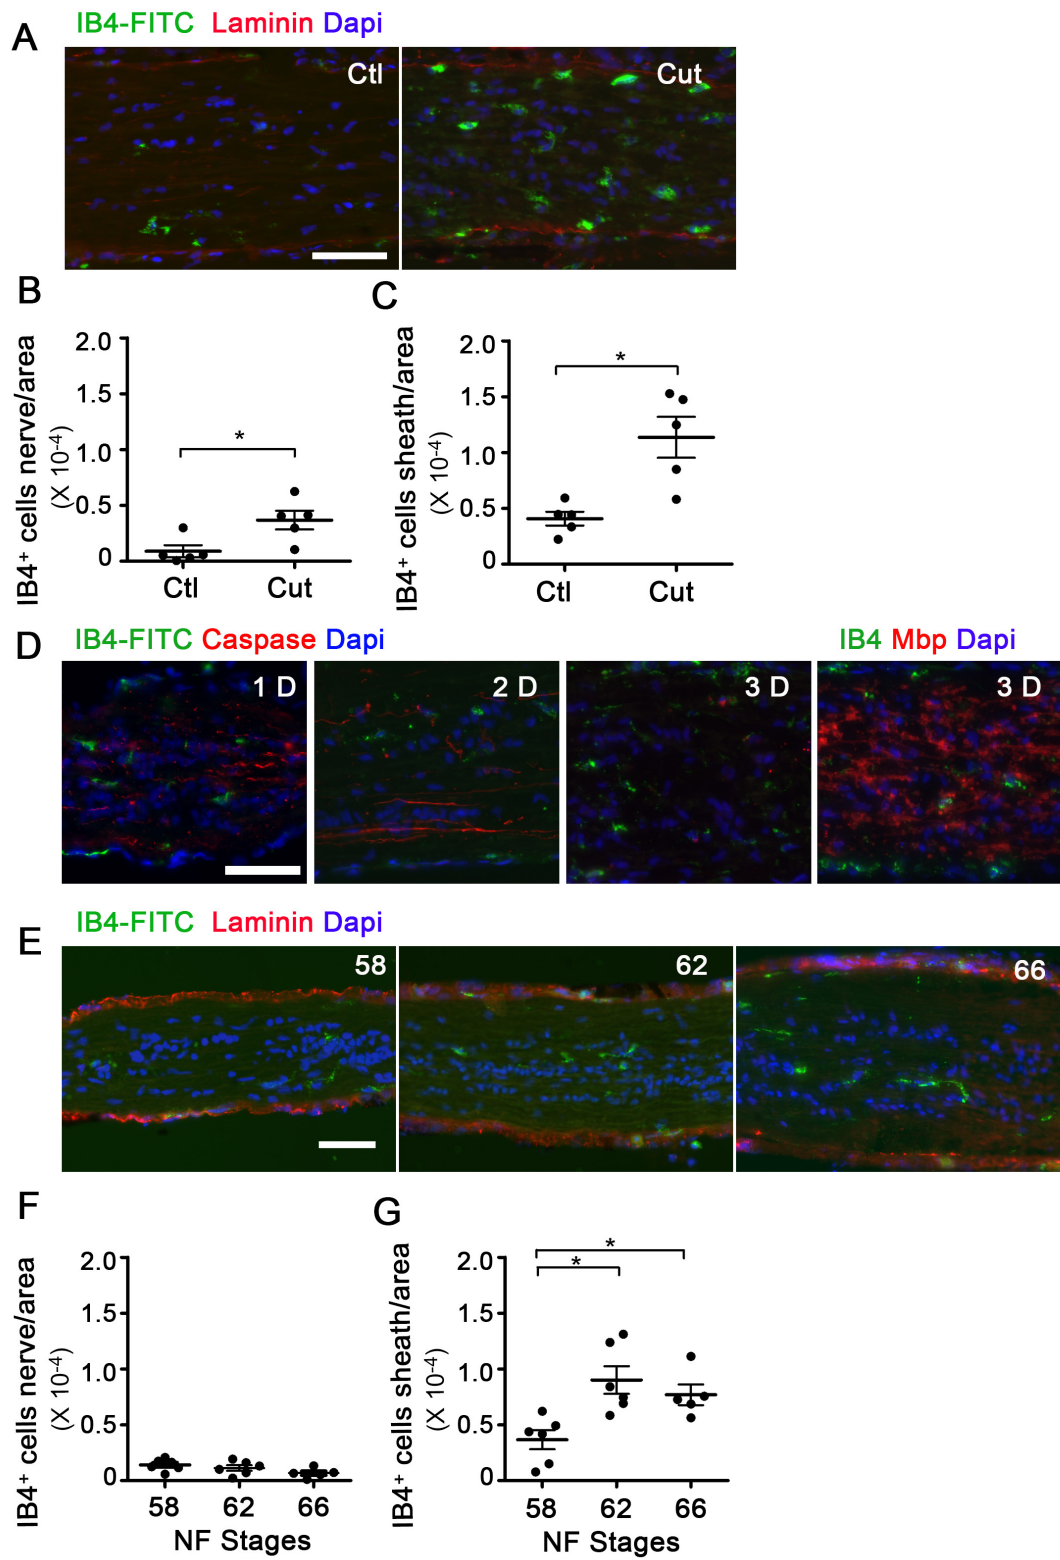 A
IB4-FITC Laminin Dapi
Ctl
Cut
B
IB4⁺ cells nerve/area
(X 10⁻⁴)
2.0
1.5
1.0
0.5
0
*
Ctl
Cut
C
IB4⁺ cells sheath/area
(X 10⁻⁴)
2.0
1.5
1.0
0.5
0
*
Ctl
Cut
D
IB4-FITC Caspase Dapi
IB4 Mbp Dapi
1 D
2 D
3 D
3 D
E
IB4-FITC Laminin Dapi
58
62
66
F
IB4⁺ cells nerve/area
(X 10⁻⁴)
2.0
1.5
1.0
0.5
0
58
62
66
NF Stages
G
IB4⁺ cells sheath/area
(X 10⁻⁴)
2.0
1.5
1.0
0.5
0
*
*
58
62
66
NF Stages